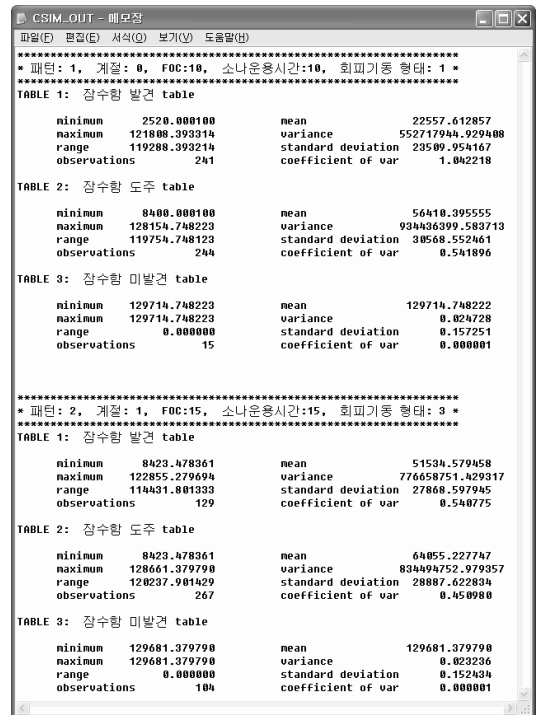 CSIM_OUT - 메모장
파일(F) 편집(E) 서식(O) 보기(V) 도움말(H)
******************************************************************
* 패턴: 1, 계절: 0, FOC:10, 소나운용시간:10, 회피기동 형태: 1 *
******************************************************************
TABLE 1: 잠수함 발견 table
minimum 2520.000100 mean 22557.612857
maximum 121808.393314 variance 552717944.929408
range 119288.393214 standard deviation 23509.954167
observations 241 coefficient of var 1.042218
TABLE 2: 잠수함 도주 table
minimum 8400.000100 mean 56410.395555
maximum 128154.748223 variance 934436399.583713
range 119754.748123 standard deviation 30568.552461
observations 244 coefficient of var 0.541896
TABLE 3: 잠수함 미발견 table
minimum 129714.748223 mean 129714.748222
maximum 129714.748223 variance 0.024728
range 0.000000 standard deviation 0.157251
observations 15 coefficient of var 0.000001
******************************************************************
* 패턴: 2, 계절: 1, FOC:15, 소나운용시간:15, 회피기동 형태: 3 *
******************************************************************
TABLE 1: 잠수함 발견 table
minimum 8423.478361 mean 51534.579458
maximum 122855.279694 variance 776658751.429317
range 114431.801333 standard deviation 27868.597945
observations 129 coefficient of var 0.540775
TABLE 2: 잠수함 도주 table
minimum 8423.478361 mean 64055.227747
maximum 128661.379790 variance 834494752.979357
range 120237.901429 standard deviation 28887.622834
observations 267 coefficient of var 0.450980
TABLE 3: 잠수함 미발견 table
minimum 129681.379790 mean 129681.379790
maximum 129681.379790 variance 0.023236
range 0.000000 standard deviation 0.152434
observations 104 coefficient of var 0.000001